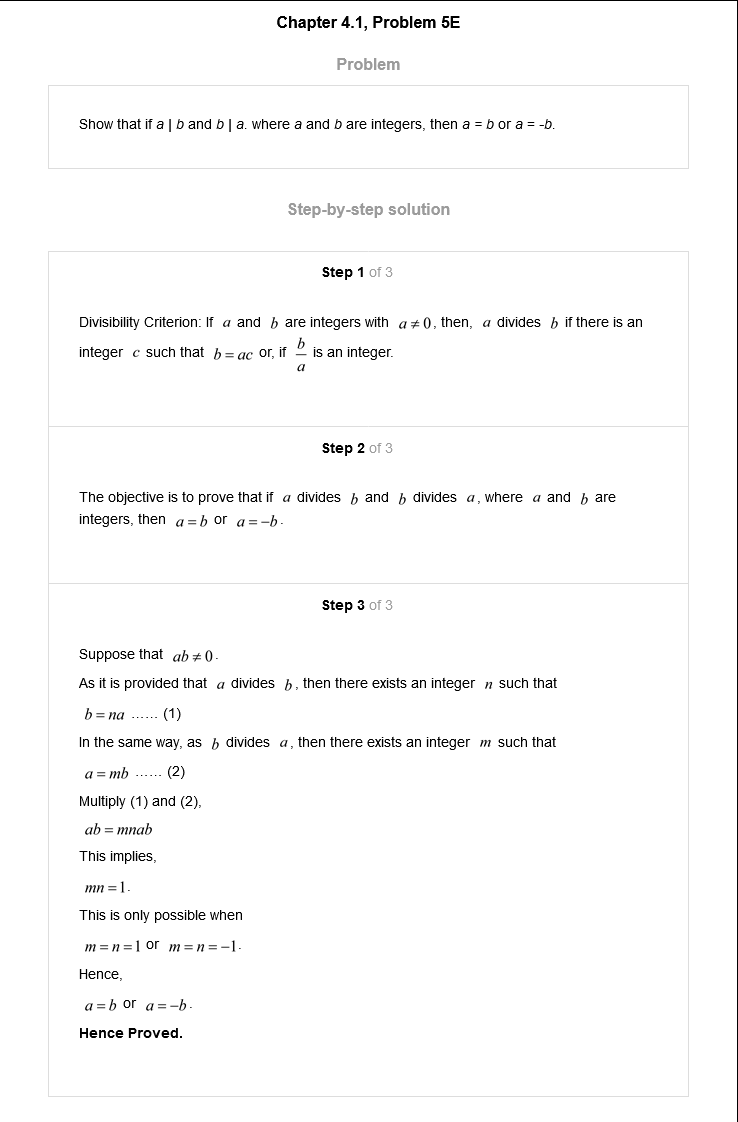 Chapter 4.1, Problem 5E
Problem
Show that if a | b and b | a. where a and b are integers, then a = b or a = -b.
Step-by-step solution
Step 1 of 3
Divisibility Criterion: If a and b are integers with a ≠ 0, then, a divides b if there is an
integer c such that b = ac or, if b/a is an integer.
Step 2 of 3
The objective is to prove that if a divides b and b divides a, where a and b are
integers, then a = b or a = −b.
Step 3 of 3
Suppose that ab ≠ 0.
As it is provided that a divides b, then there exists an integer n such that
b = na ...... (1)
In the same way, as b divides a, then there exists an integer m such that
a = mb ...... (2)
Multiply (1) and (2),
ab = mnab
This implies,
mn = 1.
This is only possible when
m = n = 1 or m = n = −1.
Hence,
a = b or a = −b.
Hence Proved.